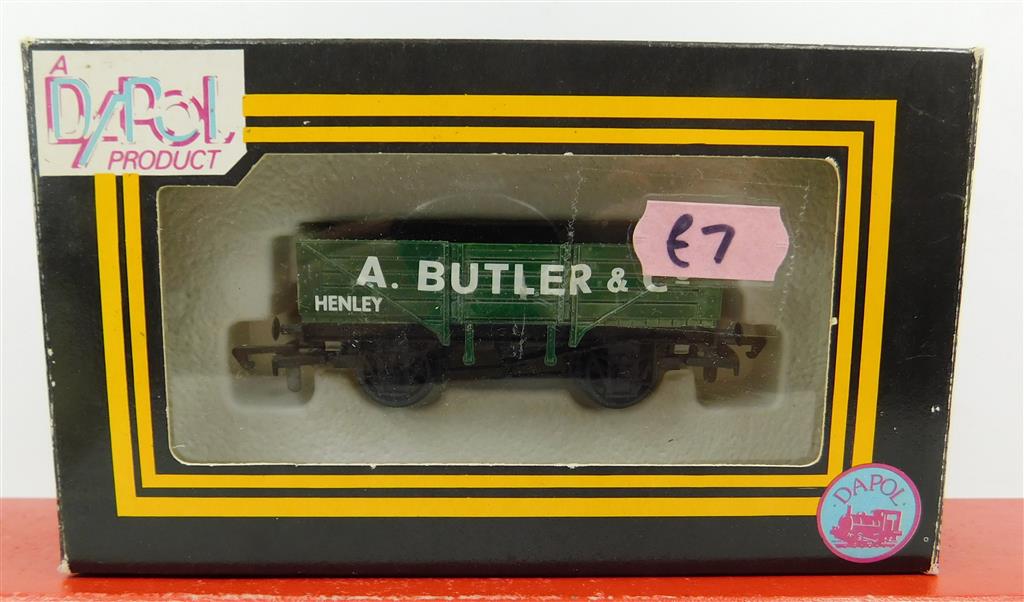 A
DAPOL
PRODUCT
£7
A. BUTLER & C
HENLEY
DAPOL